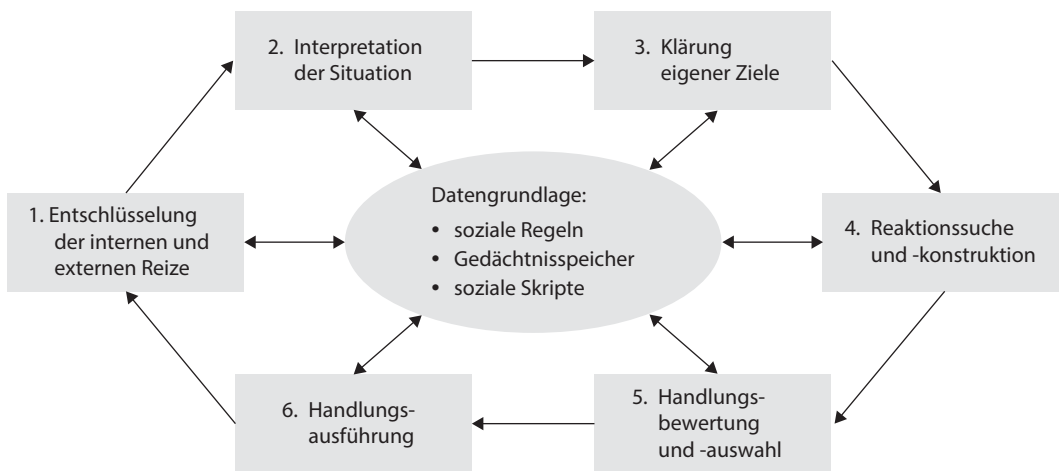 2. Interpretation
der Situation
3. Klärung
eigener Ziele
1. Entschlüsselung
der internen und
externen Reize
Datengrundlage:
• soziale Regeln
• Gedächtnisspeicher
• soziale Skripte
4. Reaktionssuche
und -konstruktion
6. Handlungs-
ausführung
5. Handlungs-
bewertung
und -auswahl